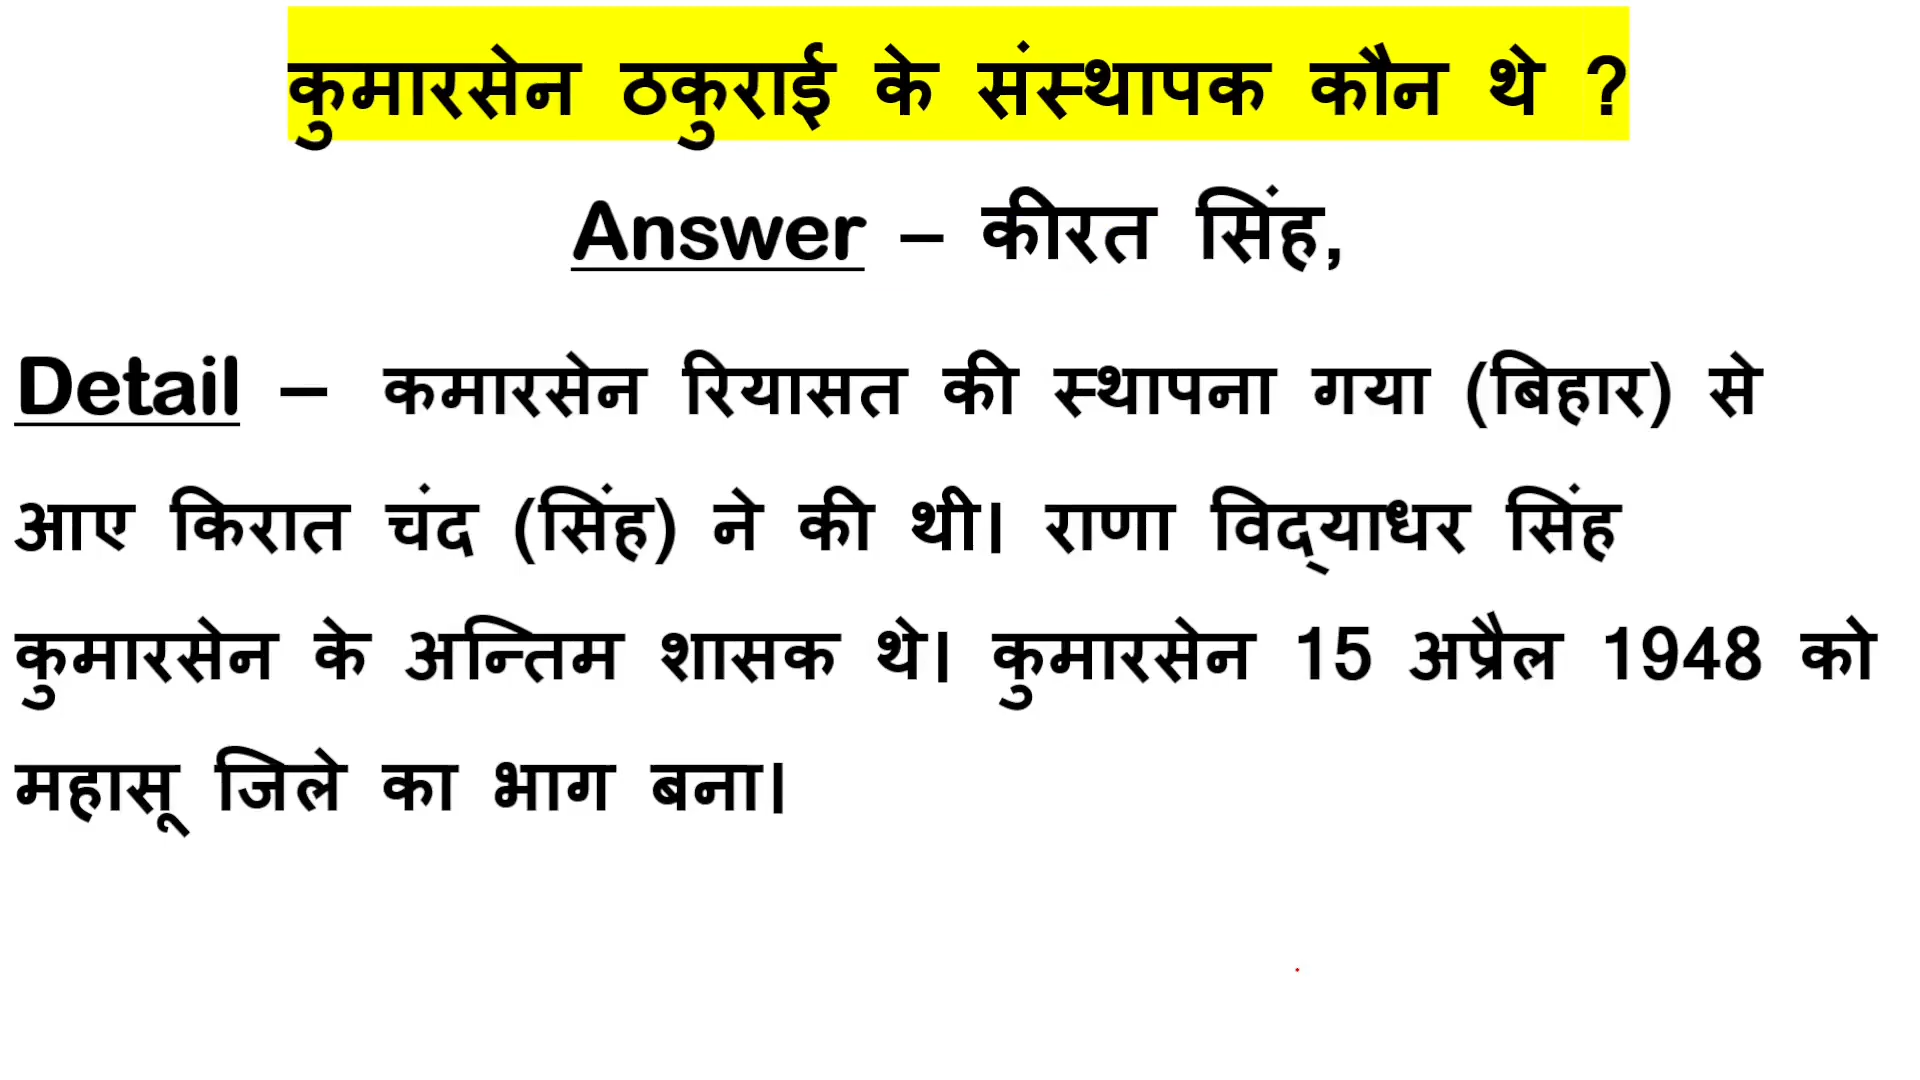 कुमारसेन ठकुराई के संस्थापक कौन थे ?
Answer – कीरत सिंह,
Detail – कमारसेन रियासत की स्थापना गया (बिहार) से
आए किरात चंद (सिंह) ने की थी। राणा विद्याधर सिंह
कुमारसेन के अन्तिम शासक थे। कुमारसेन 15 अप्रैल 1948 को
महासू जिले का भाग बना।